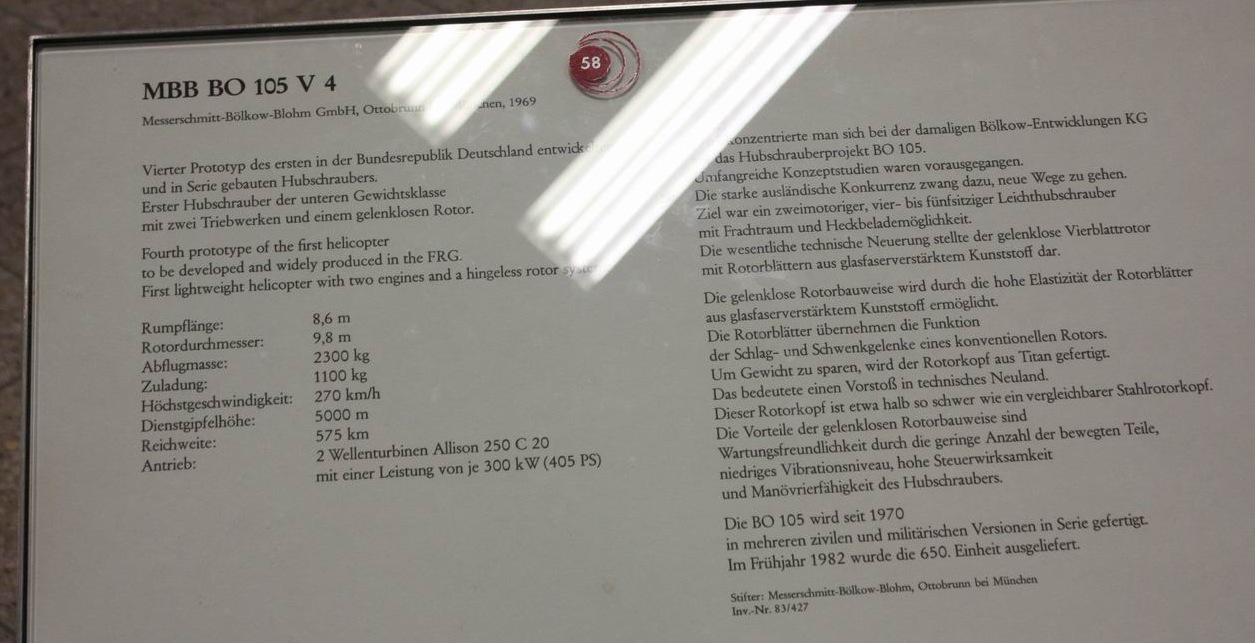 58
MBB BO 105 V 4
Messerschmitt-Bölkow-Blohm GmbH, Ottobrunn München, 1969
Vierter Prototyp des ersten in der Bundesrepublik Deutschland
und in Serie gebauten Hubschraubers.
Erster Hubschrauber der unteren Gewichtsklasse
mit zwei Triebwerken und einem gelenklosen Rotor.
Fourth prototype of the first helicopter
to be developed and widely produced in the FRG.
First lightweight helicopter with two engines and a hingeless rotor system
Rumpflänge: 8,6 m
Rotordurchmesser: 9,8 m
Abflugmasse: 2300 kg
Zuladung: 1100 kg
Höchstgeschwindigkeit: 270 km/h
Dienstgipfelhöhe: 5000 m
Reichweite: 575 km
Antrieb: 2 Wellenturbinen Allison 250 C 20
mit einer Leistung von je 300 kW (405 PS)
konzentrierte man sich bei der damaligen Bölkow-Entwicklungen KG
das Hubschrauberprojekt BO 105.
Umfangreiche Konzeptstudien waren vorausgegangen.
Die starke ausländische Konkurrenz zwang dazu, neue Wege zu gehen.
Ziel war ein zweimotoriger, vier- bis fünfsitziger Leichthubschrauber
mit Frachtraum und Heckbelademöglichkeit.
Die wesentliche technische Neuerung stellte der gelenklose Vierblattrotor
mit Rotorblättern aus glasfaserverstärktem Kunststoff dar.
Die gelenklose Rotorbauweise wird durch die hohe Elastizität der Rotorblätter
aus glasfaserverstärktem Kunststoff ermöglicht.
Die Rotorblätter übernehmen die Funktion
der Schlag- und Schwenkgelenke eines konventionellen Rotors.
Um Gewicht zu sparen, wird der Rotorkopf aus Titan gefertigt.
Das bedeutete einen Vorstoß in technisches Neuland.
Dieser Rotorkopf ist etwa halb so schwer wie ein vergleichbarer Stahlrotorkopf.
Die Vorteile der gelenklosen Rotorbauweise sind
Wartungsfreundlichkeit durch die geringe Anzahl der bewegten Teile,
niedriges Vibrationsniveau, hohe Steuerwirksamkeit
und Manövrierfähigkeit des Hubschraubers.
Die BO 105 wird seit 1970
in mehreren zivilen und militärischen Versionen in Serie gefertigt.
Im Frühjahr 1982 wurde die 650. Einheit ausgeliefert.
Stifter: Messerschmitt-Bölkow-Blohm, Ottobrunn bei München
Inv.-Nr. 83/427